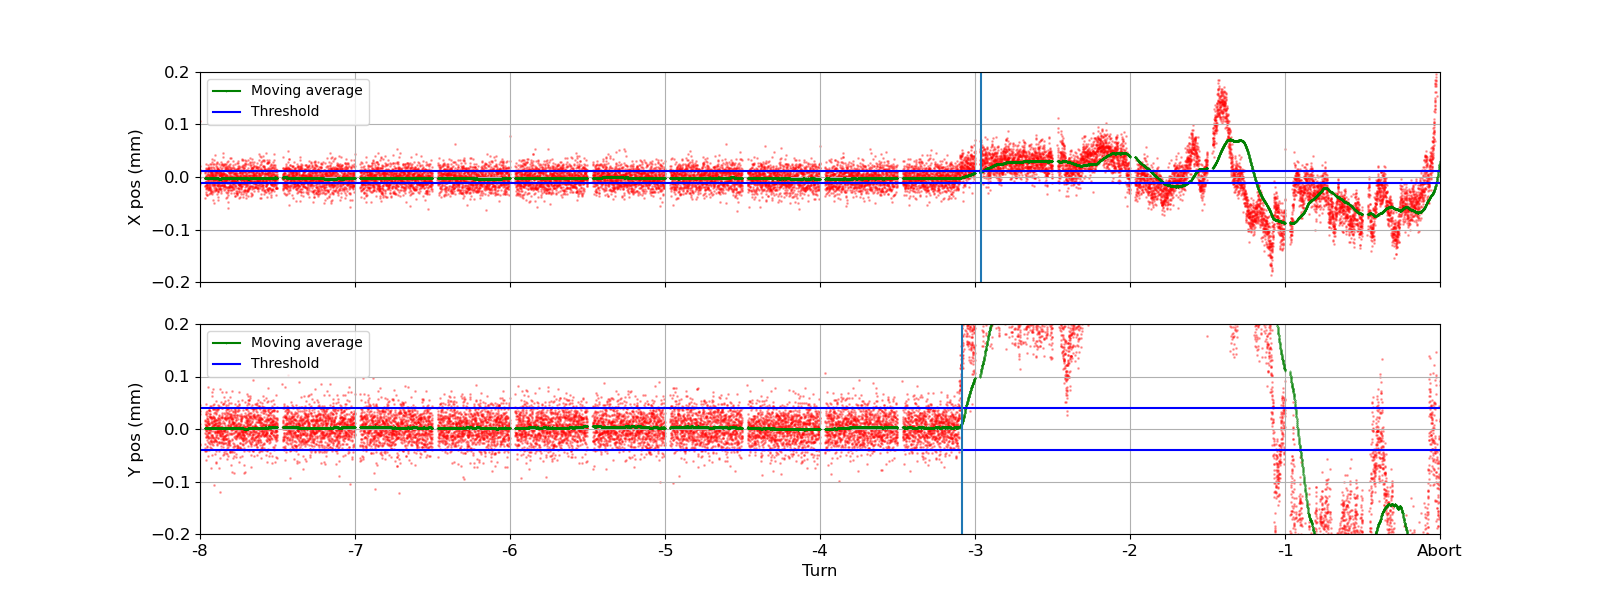 0.2
0.1
0.0
−0.1
−0.2
X pos (mm)
Moving average
Threshold
0.2
0.1
0.0
−0.1
−0.2
Y pos (mm)
Moving average
Threshold
-8 -7 -6 -5 -4 -3 -2 -1 Abort
Turn